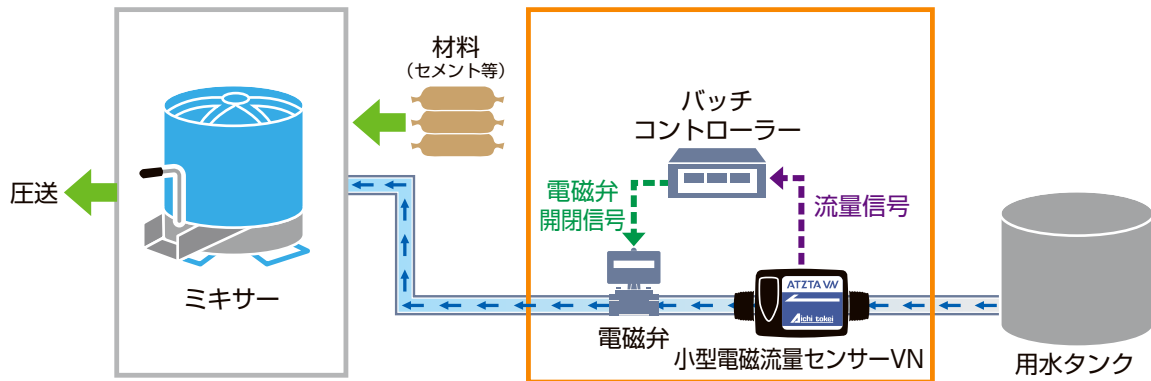 材料
（セメント等）
バッチ
コントローラー
電磁弁
開閉信号
流量信号
圧送
ミキサー
ATZTA VN
Aichi tokei
電磁弁
小型電磁流量センサーVN
用水タンク